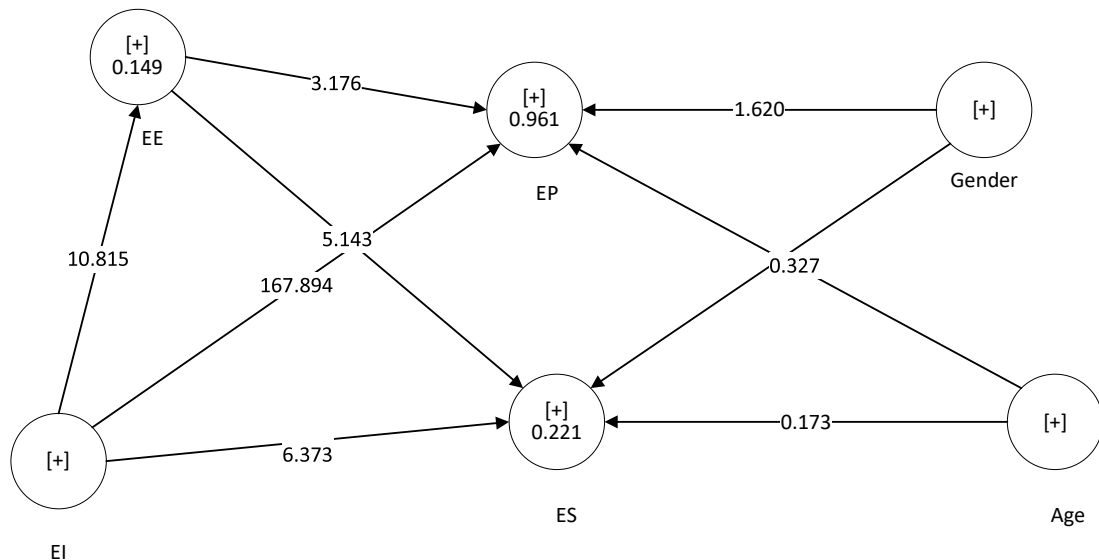 [+]
0.149
EE
3.176
[+]
0.961
EP
1.620
[+]
Gender
10.815
5.143
167.894
0.327
[+]
EI
6.373
[+]
0.221
ES
0.173
[+]
Age